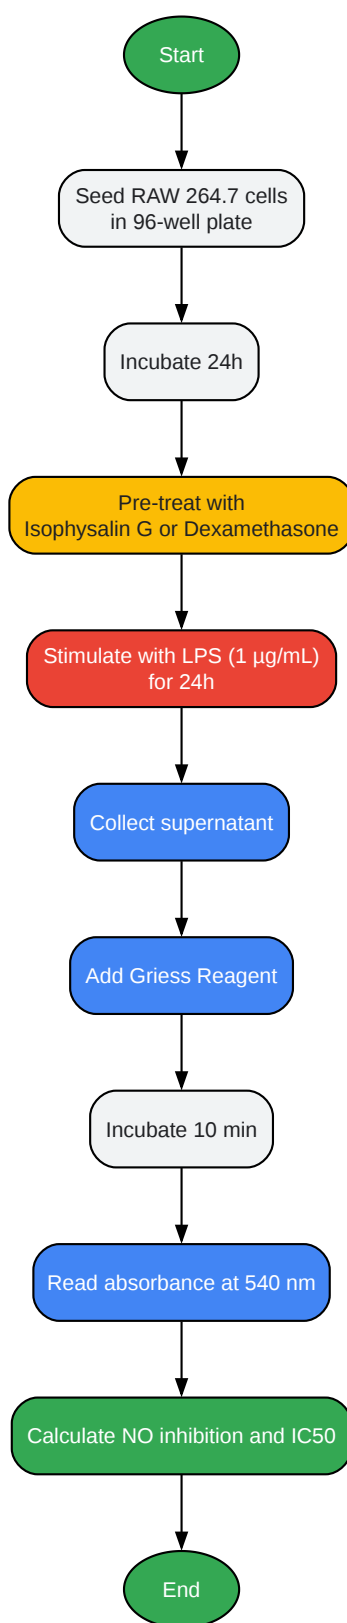 Start
Seed RAW 264.7 cells
in 96-well plate
Incubate 24h
Pre-treat with
Isophysalin G or Dexamethasone
Stimulate with LPS (1 µg/mL)
for 24h
Collect supernatant
Add Griess Reagent
Incubate 10 min
Read absorbance at 540 nm
Calculate NO inhibition and IC50
End